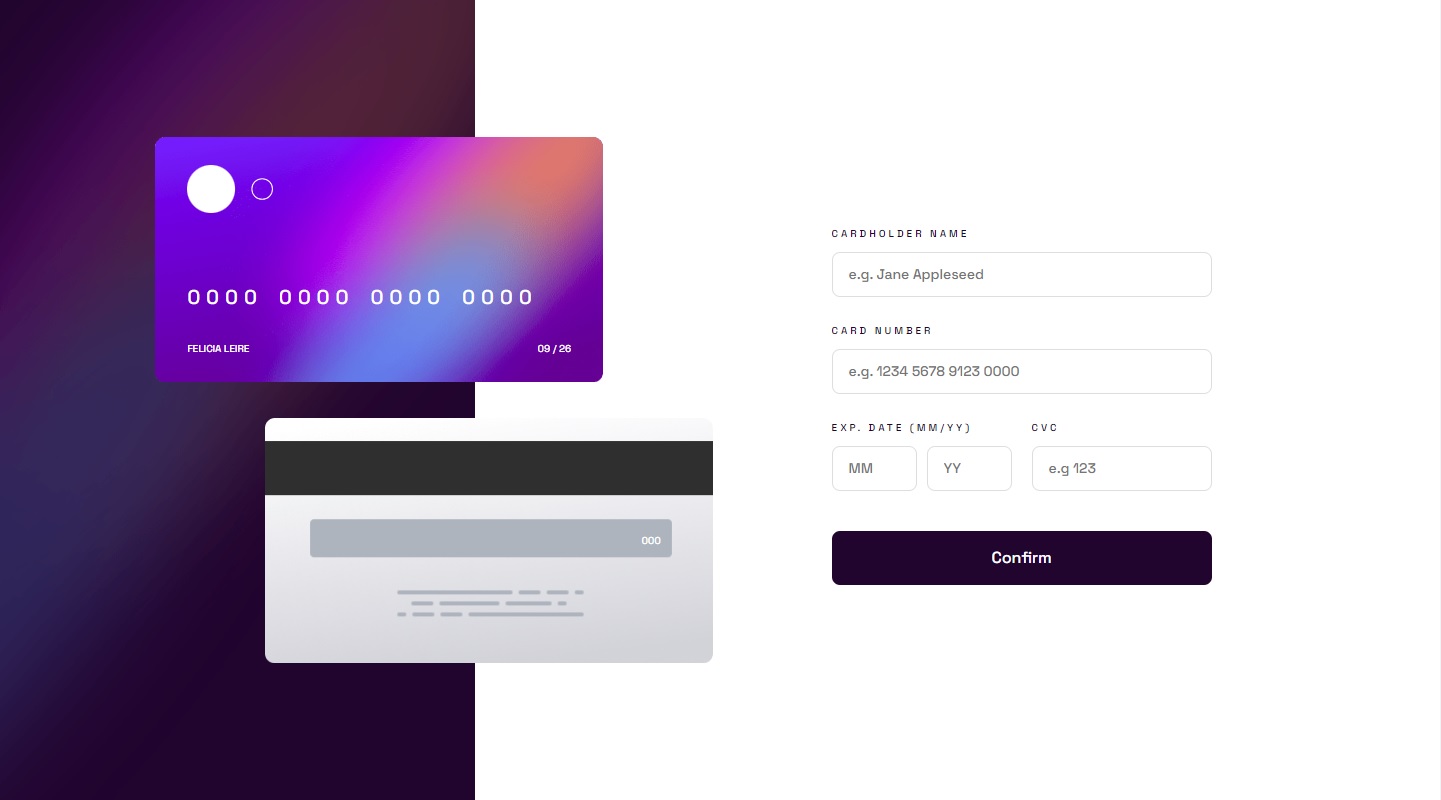 0000 0000 0000 0000
FELICIA LEIRE
09 / 26
000
CARDHOLDER NAME
e.g. Jane Appleseed
CARD NUMBER
e.g. 1234 5678 9123 0000
EXP. DATE (MM/YY)
CVC
MM
YY
e.g 123
Confirm